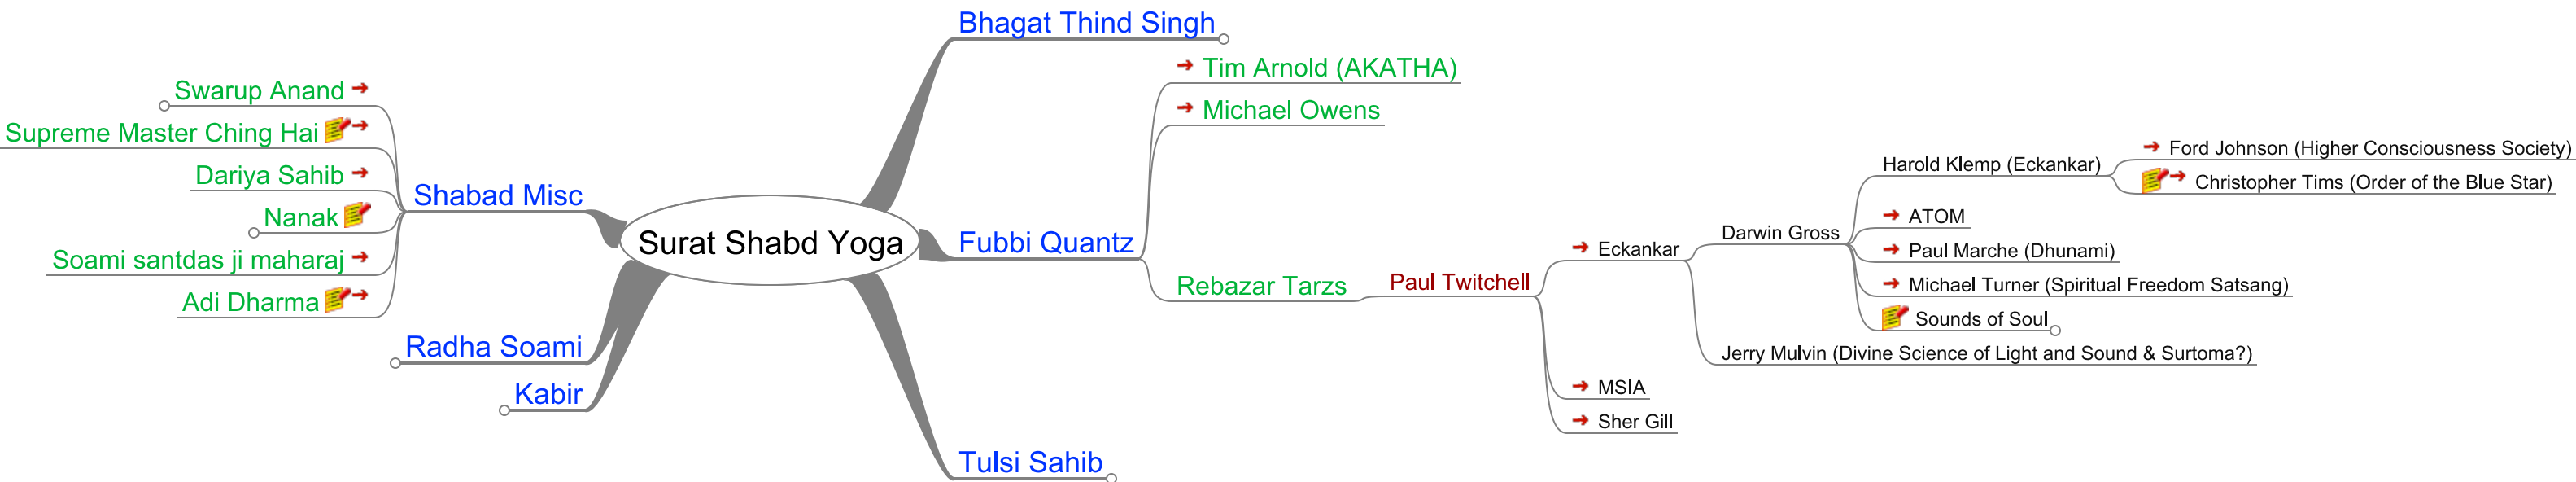 Bhagat Thind Singh
Tim Arnold (AKATHA)
Michael Owens
Swarup Anand
Supreme Master Ching Hai
Dariya Sahib
Nanak
Soami santdas ji maharaj
Adi Dharma
Shabad Misc
Radha Soami
Kabir
Surat Shabd Yoga
Fubbi Quantz
Rebazar Tarzs
Paul Twitchell
Eckankar
MSIA
Sher Gill
Darwin Gross
Jerry Mulvin (Divine Science of Light and Sound & Surtoma?)
Harold Klemp (Eckankar)
ATOM
Paul Marche (Dhunami)
Michael Turner (Spiritual Freedom Satsang)
Sounds of Soul
Ford Johnson (Higher Consciousness Society)
Christopher Tims (Order of the Blue Star)
Tulsi Sahib